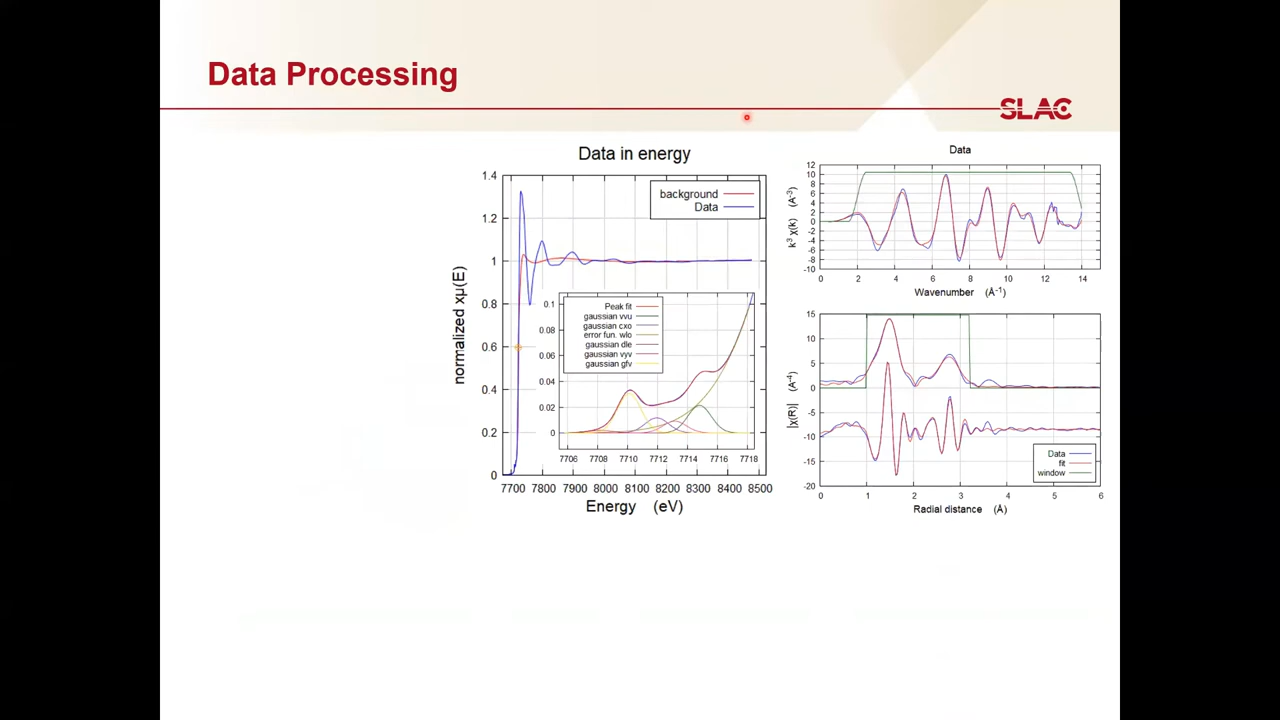 Data Processing
SLAC
Data in energy
1.4
1.2
1
0.8
0.6
0.4
0.2
0
normalized xμ(E)
background
Data
0.1
0.08
0.06
0.04
0.02
0
Peak fit
gaussian vvu
gaussian cxo
error fun. wlo
gaussian dle
gaussian vyv
gaussian gfv
7706 7708 7710 7712 7714 7716 7718
7700 7800 7900 8000 8100 8200 8300 8400 8500
Energy (eV)
Data
12
10
8
6
4
2
0
-2
-4
-6
-8
-10
k³ χ(k) (Å⁻³)
0 2 4 6 8 10 12 14
Wavenumber (Å⁻¹)
15
10
5
0
-5
-10
-15
-20
|χ(R)| (Å⁻⁴)
Data
fit
window
0 1 2 3 4 5 6
Radial distance (Å)